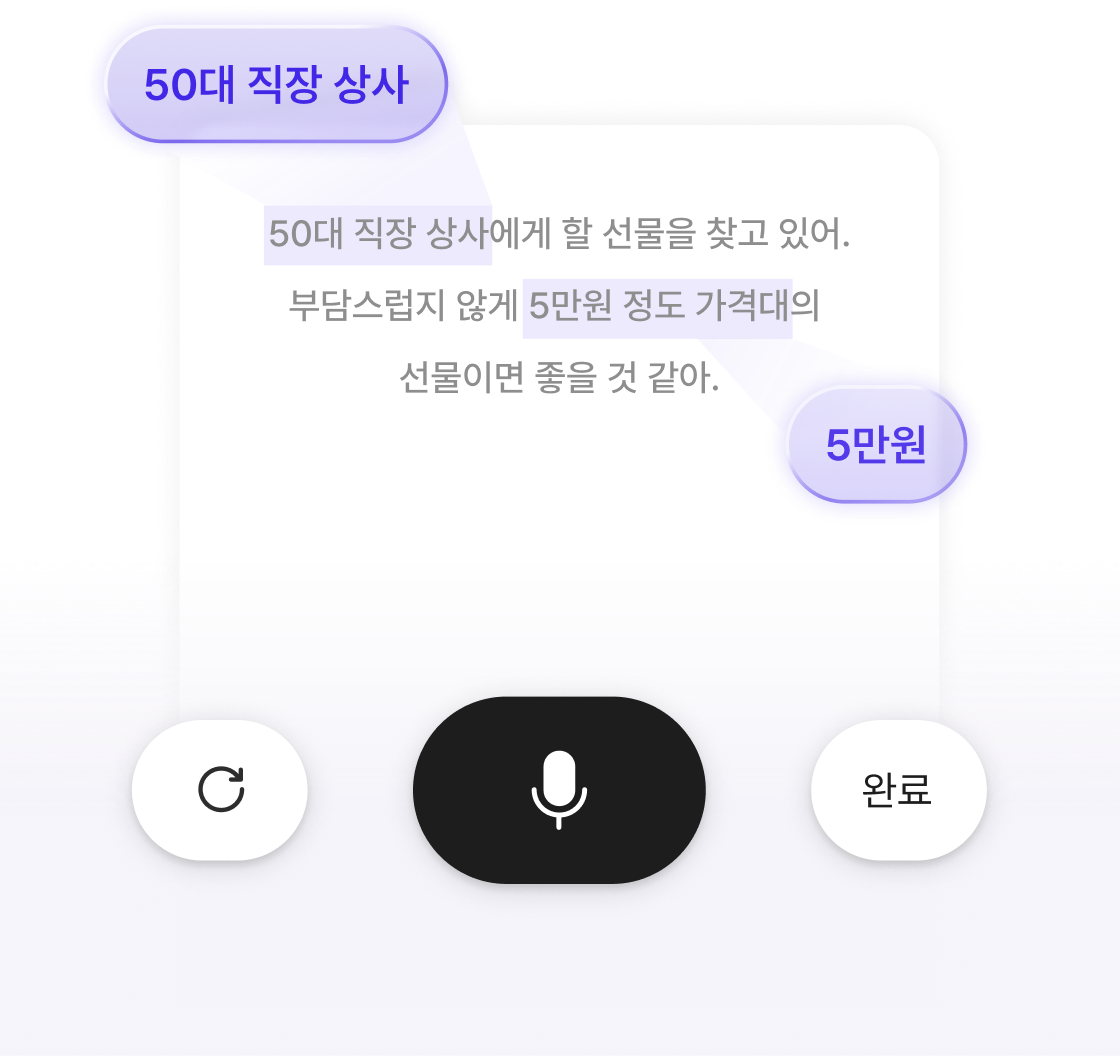 50대 직장 상사
50대 직장 상사에게 할 선물을 찾고 있어.
부담스럽지 않게 5만원 정도 가격대의
선물이면 좋을 것 같아.
5만원
완료